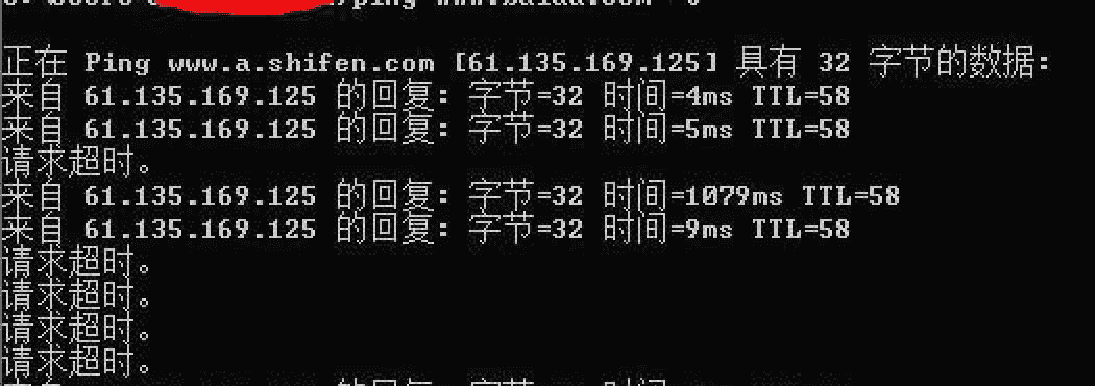 ping www.baidu.com -t
正在 Ping www.a.shifen.com [61.135.169.125] 具有 32 字节的数据:
来自 61.135.169.125 的回复: 字节=32 时间=4ms TTL=58
来自 61.135.169.125 的回复: 字节=32 时间=5ms TTL=58
请求超时。
来自 61.135.169.125 的回复: 字节=32 时间=1079ms TTL=58
来自 61.135.169.125 的回复: 字节=32 时间=9ms TTL=58
请求超时。
请求超时。
请求超时。
请求超时。